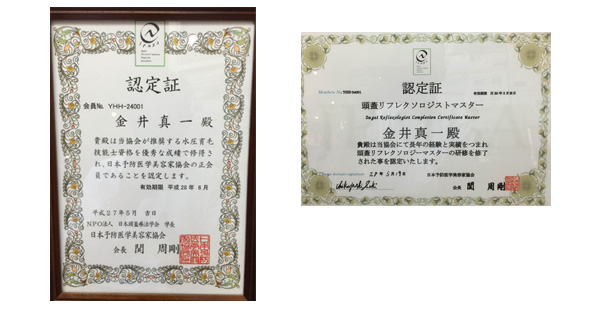 認定証
会員No. YHH-24001
金井真一 殿
貴殿は当協会が推奨する水圧育毛
技能士資格を優秀な成績で修得さ
れ、日本予防医学美容家協会の正会
員であることを認定します。
有効期限 平成28年6月
平成27年5月 吉日
NPO法人 日本頭蓋療法学会 学長
日本予防医学美容家協会
会長 関 周剛
認定証
頭蓋リフレクソロジストマスター
金井真一殿
貴殿は当協会にて長年の経験と実績をつまれ
頭蓋リフレクソロジーマスターの研修を修了
された事を認定いたします。
日本予防医学美容家協会
会長 関 周剛